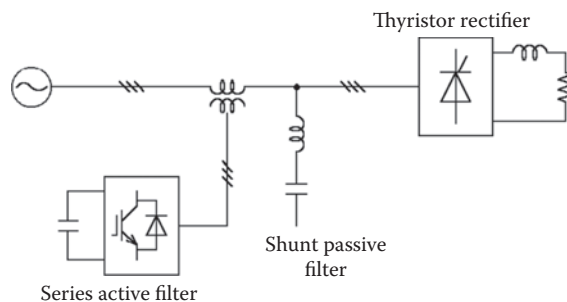 Thyristor rectifier
Shunt passive
filter
Series active filter